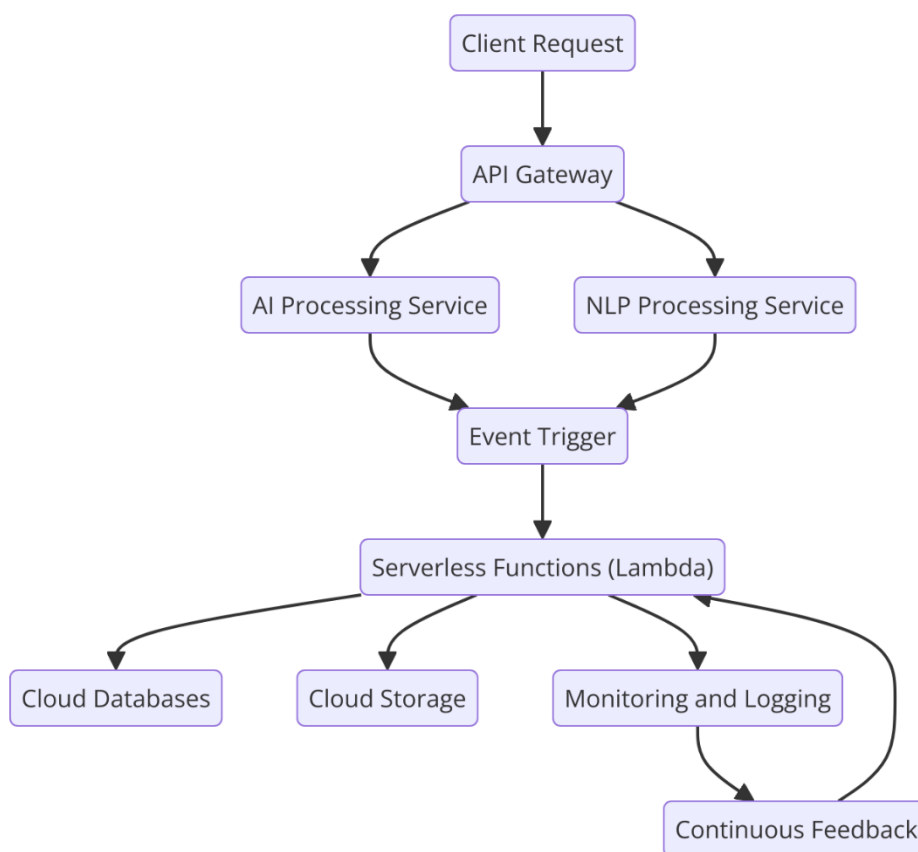 Client Request
API Gateway
AI Processing Service
NLP Processing Service
Event Trigger
Serverless Functions (Lambda)
Cloud Databases
Cloud Storage
Monitoring and Logging
Continuous Feedback